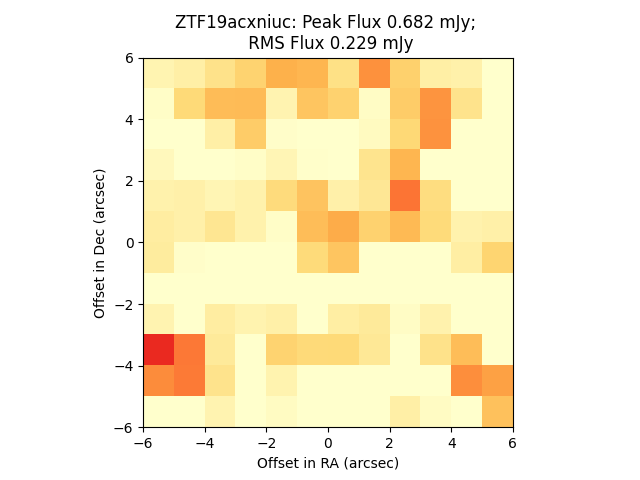 ZTF19acxniuc: Peak Flux 0.682 mJy;
RMS Flux 0.229 mJy
6
4
2
0
−2
−4
−6
Offset in Dec (arcsec)
−6 −4 −2 0 2 4 6
Offset in RA (arcsec)